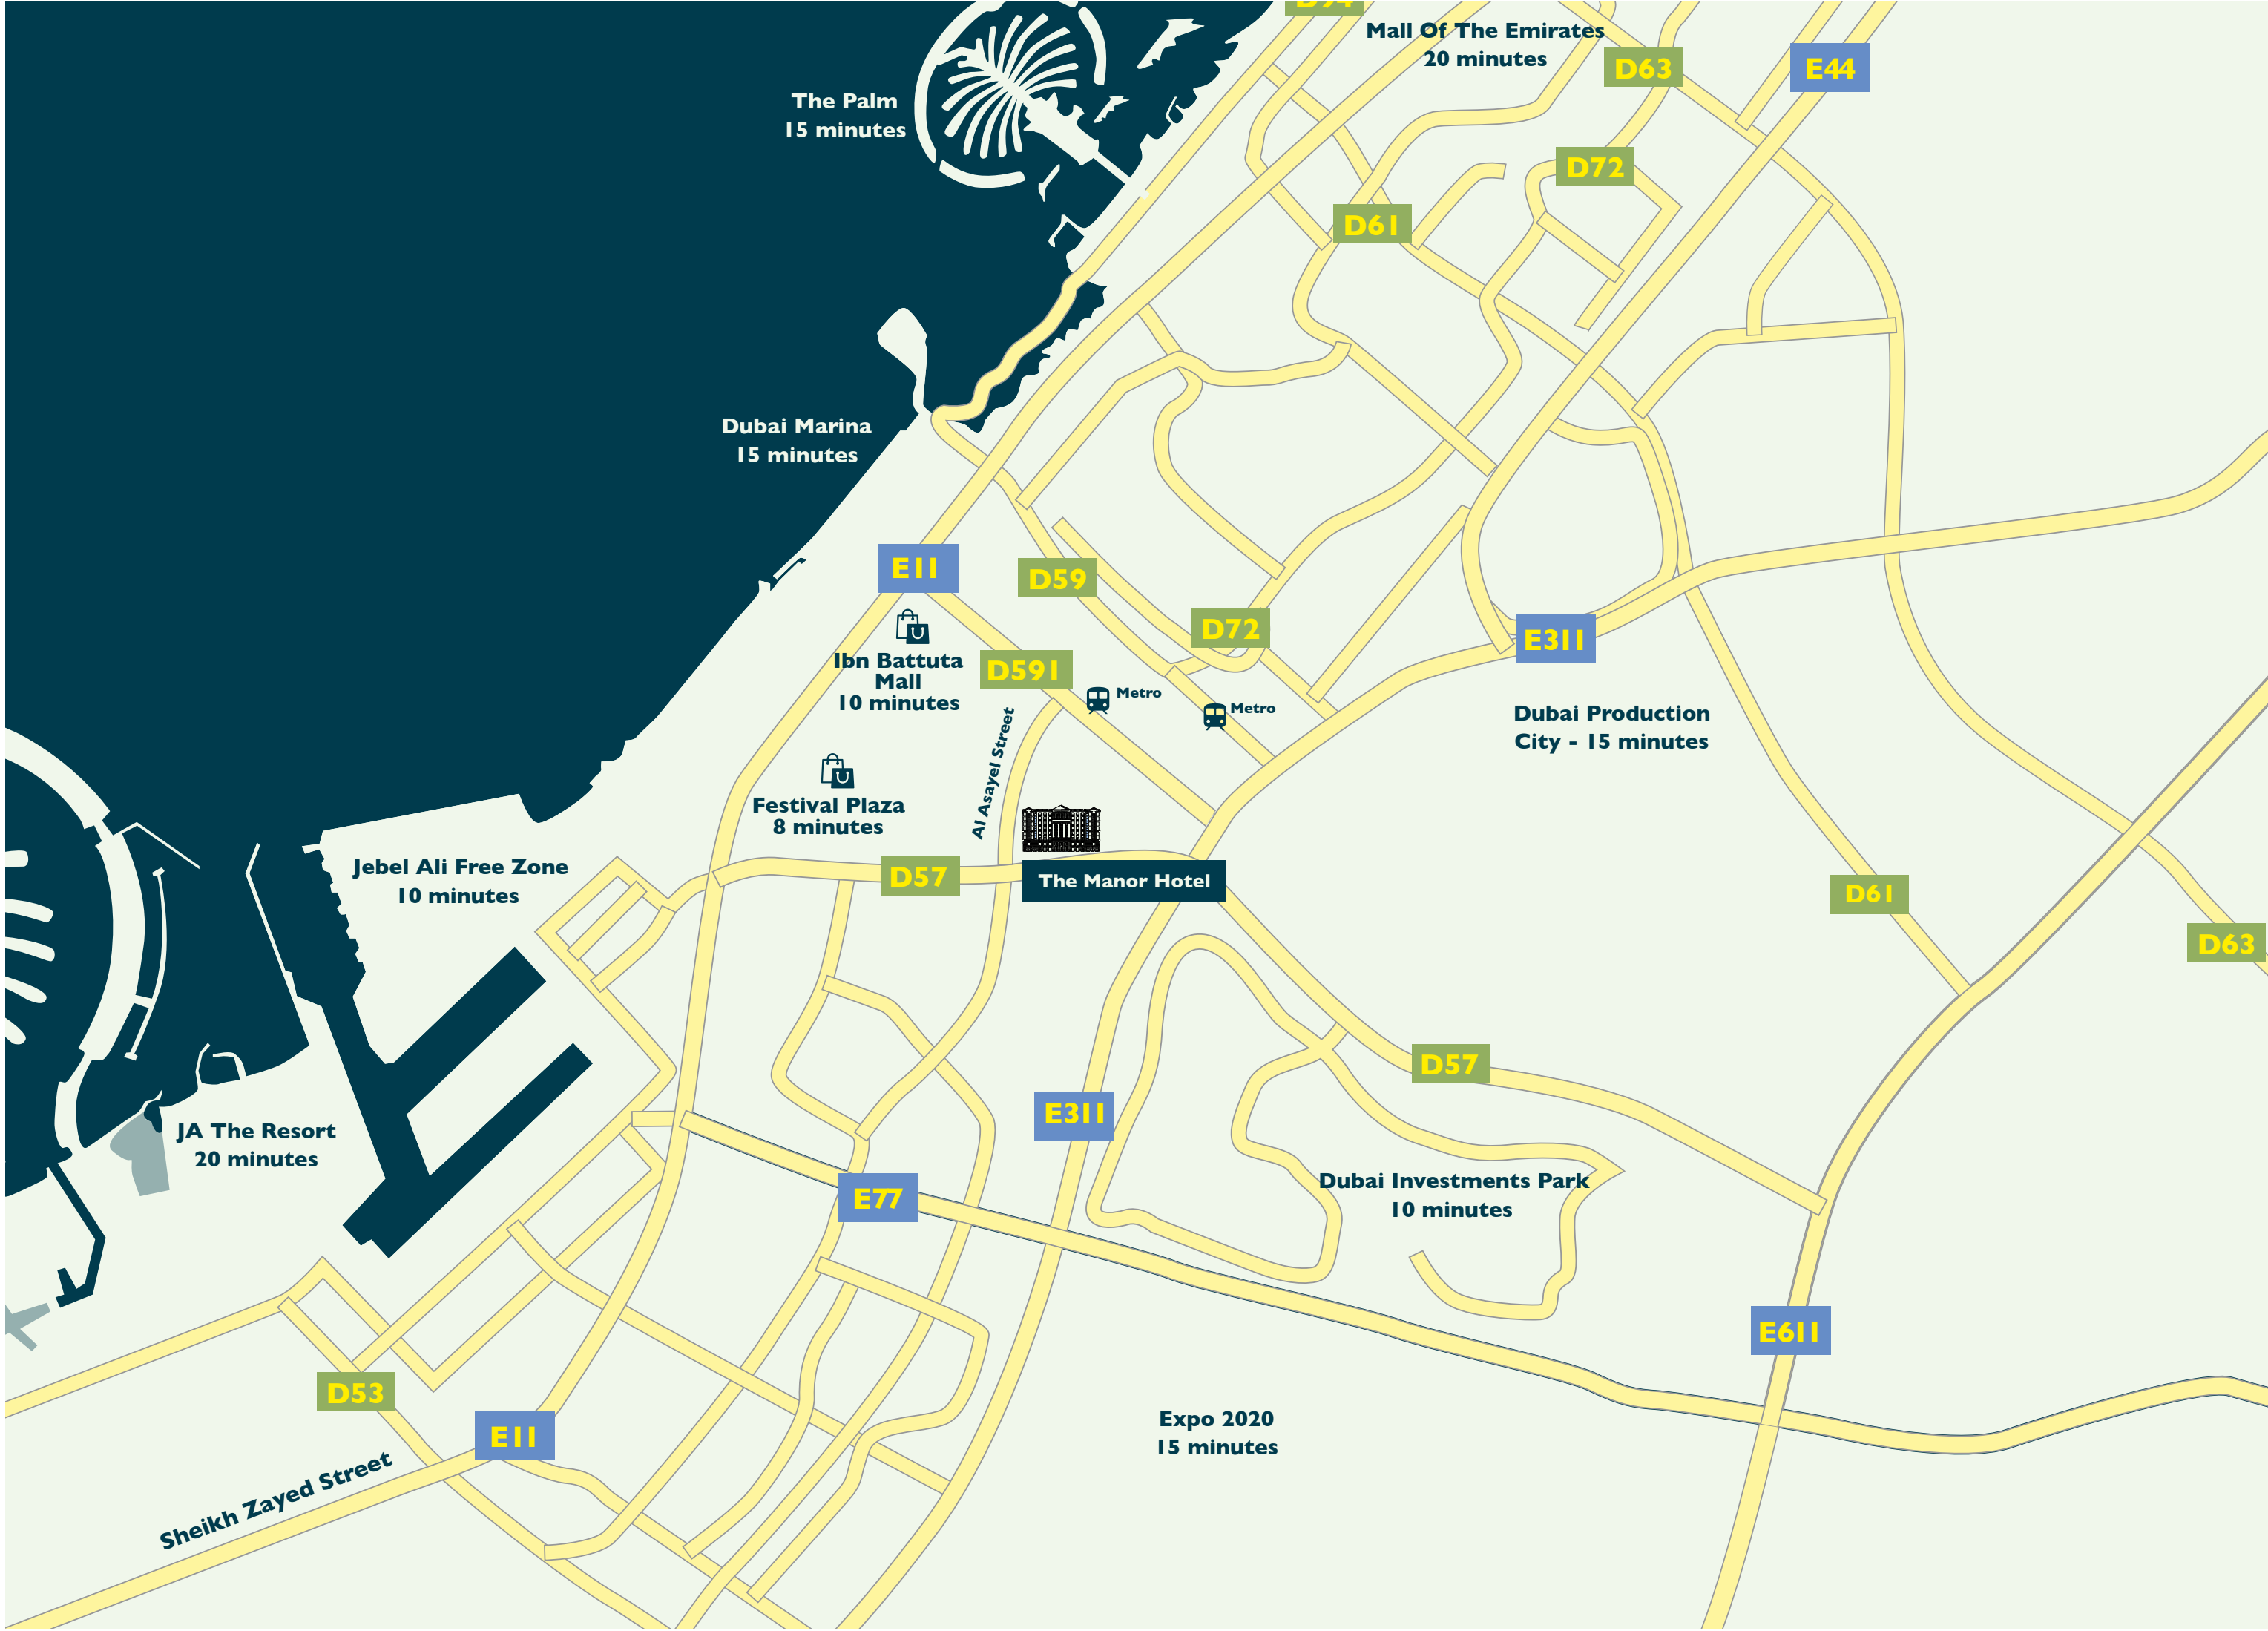 D94
Mall Of The Emirates
20 minutes
D63
E44
The Palm
15 minutes
D72
D61
Dubai Marina
15 minutes
E11
D59
D72
E311
Ibn Battuta
Mall
10 minutes
D591
Metro
Metro
Dubai Production
City - 15 minutes
Al Asayel Street
Festival Plaza
8 minutes
Jebel Ali Free Zone
10 minutes
D57
The Manor Hotel
D61
D63
D57
E311
JA The Resort
20 minutes
E77
Dubai Investments Park
10 minutes
E611
D53
E11
Expo 2020
15 minutes
Sheikh Zayed Street